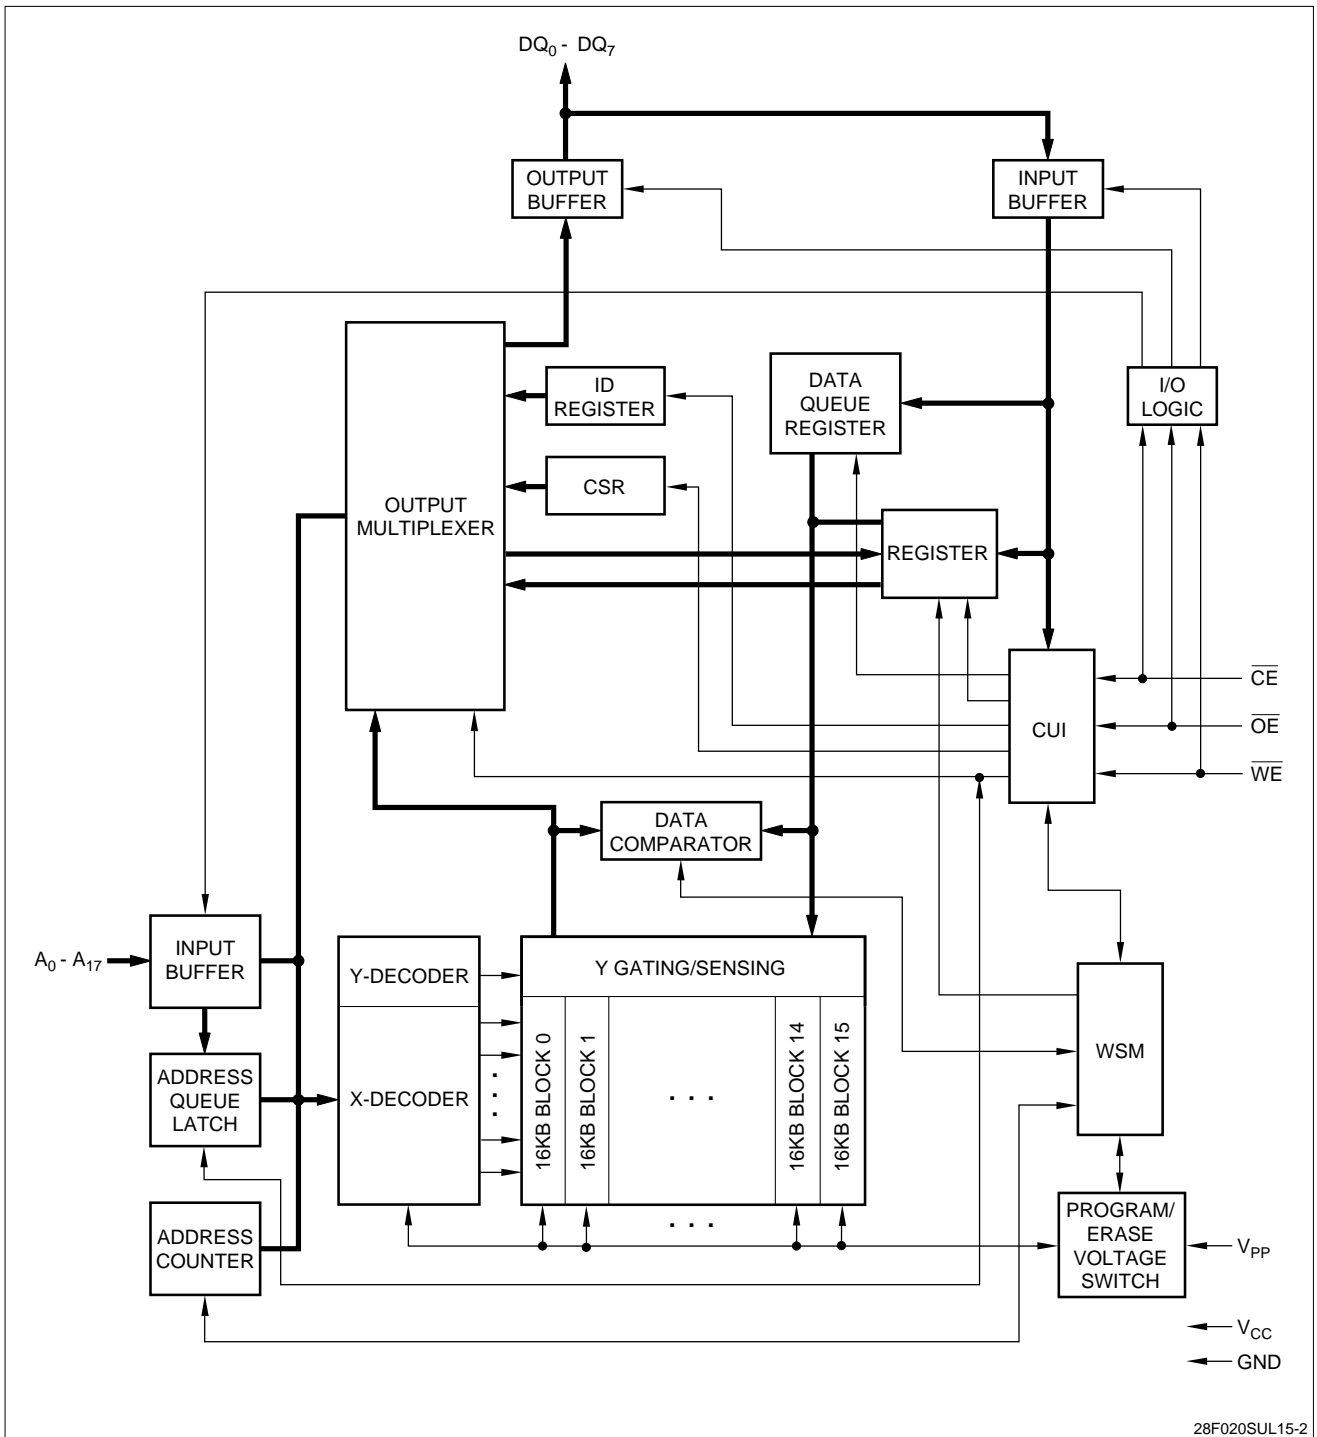 DQ0 - DQ7
OUTPUT
BUFFER
INPUT
BUFFER
ID
REGISTER
DATA
QUEUE
REGISTER
I/O
LOGIC
CSR
OUTPUT
MULTIPLEXER
REGISTER
CE
OE
WE
CUI
DATA
COMPARATOR
A0 - A17
INPUT
BUFFER
Y-DECODER
Y GATING/SENSING
ADDRESS
QUEUE
LATCH
X-DECODER
. . .
16KB BLOCK 0
16KB BLOCK 1
. . .
16KB BLOCK 14
16KB BLOCK 15
WSM
. . .
ADDRESS
COUNTER
PROGRAM/
ERASE
VOLTAGE
SWITCH
VPP
VCC
GND
28F020SUL15-2